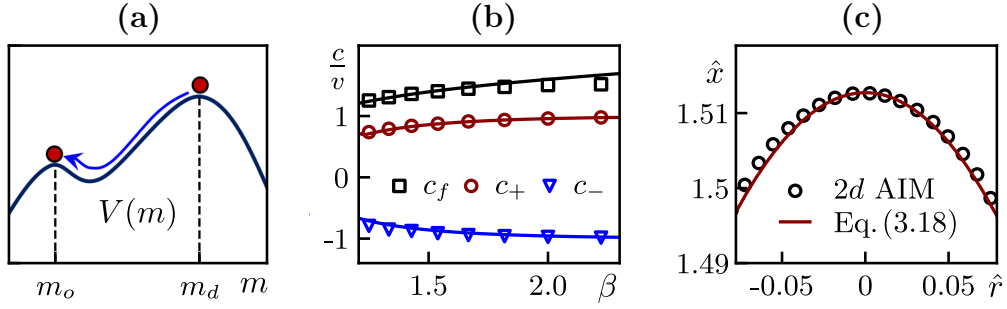 (a)
V(m)
m_o
m_d
m
(b)
c/v
1
0
-1
c_f
c_+
c_-
1.5
2.0
β
(c)
x̂
1.51
1.5
1.49
2d AIM
Eq. (3.18)
-0.05
0
0.05
r̂